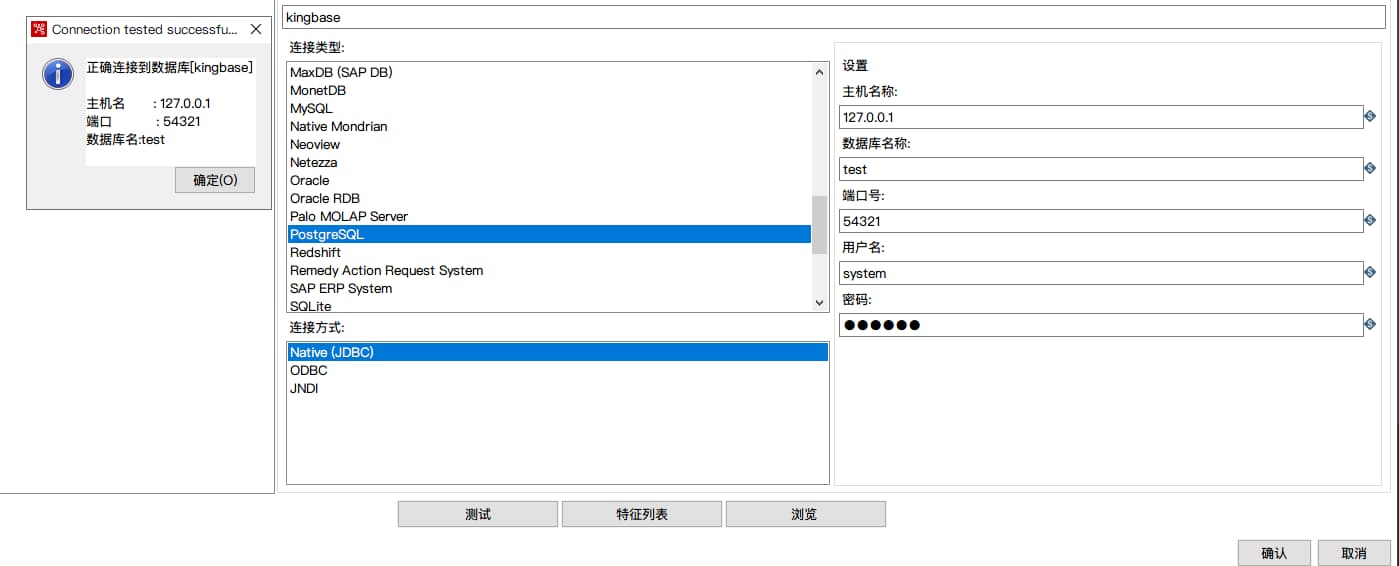 Connection tested successfu...
正确连接到数据库[kingbase]
主机名 : 127.0.0.1
端口 : 54321
数据库名:test
确定(O)
kingbase
连接类型:
MaxDB (SAP DB)
MonetDB
MySQL
Native Mondrian
Neoview
Netezza
Oracle
Oracle RDB
Palo MOLAP Server
PostgreSQL
Redshift
Remedy Action Request System
SAP ERP System
SQLite
连接方式:
Native (JDBC)
ODBC
JNDI
设置
主机名称:
127.0.0.1
数据库名称:
test
端口号:
54321
用户名:
system
密码:
●●●●●●
测试
特征列表
浏览
确认
取消